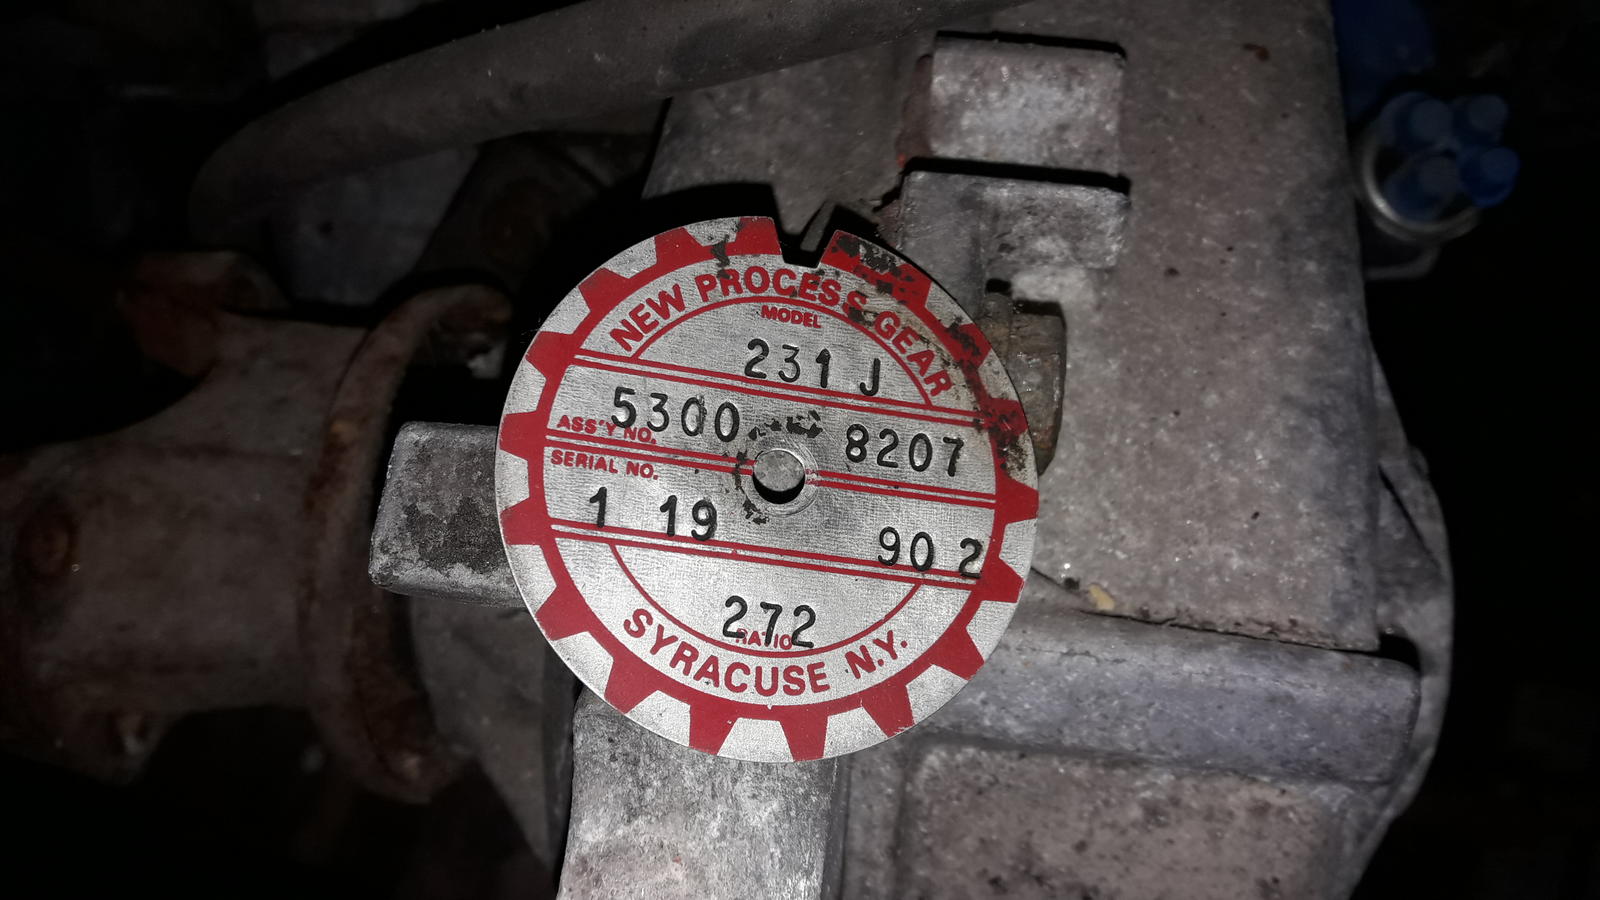 NEW PROCESS GEAR
MODEL
231 J
ASS'Y NO. 5300 8207
SERIAL NO.
1 19 90 2
272
RATIO
SYRACUSE N.Y.